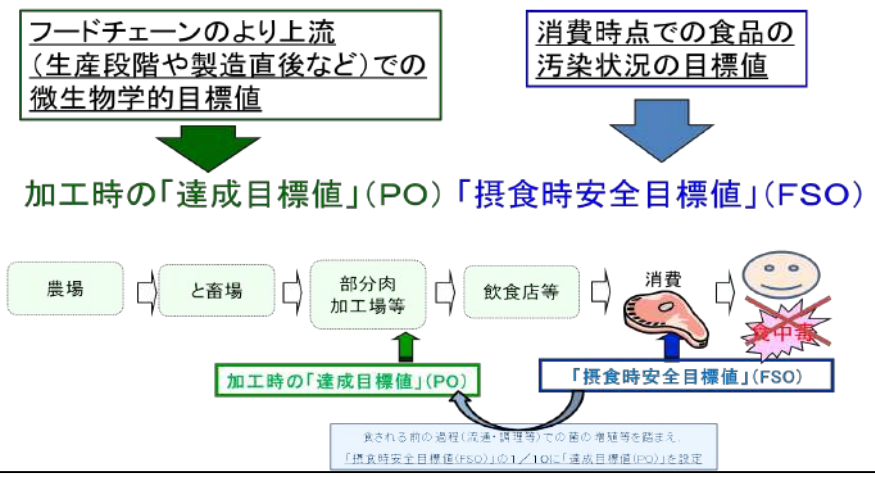 フードチェーンのより上流
（生産段階や製造直後など）での
微生物学的目標値
消費時点での食品の
汚染状況の目標値
加工時の「達成目標値」（PO）
「摂食時安全目標値」（FSO）
農場
と畜場
部分肉
加工場等
飲食店等
消費
食中毒
加工時の「達成目標値」（PO）
「摂食時安全目標値」（FSO）
食される前の過程（流通・調理等）での菌の増殖等を踏まえ、
「摂食時安全目標値（FSO）」の１／１０に「達成目標値（PO）」を設定